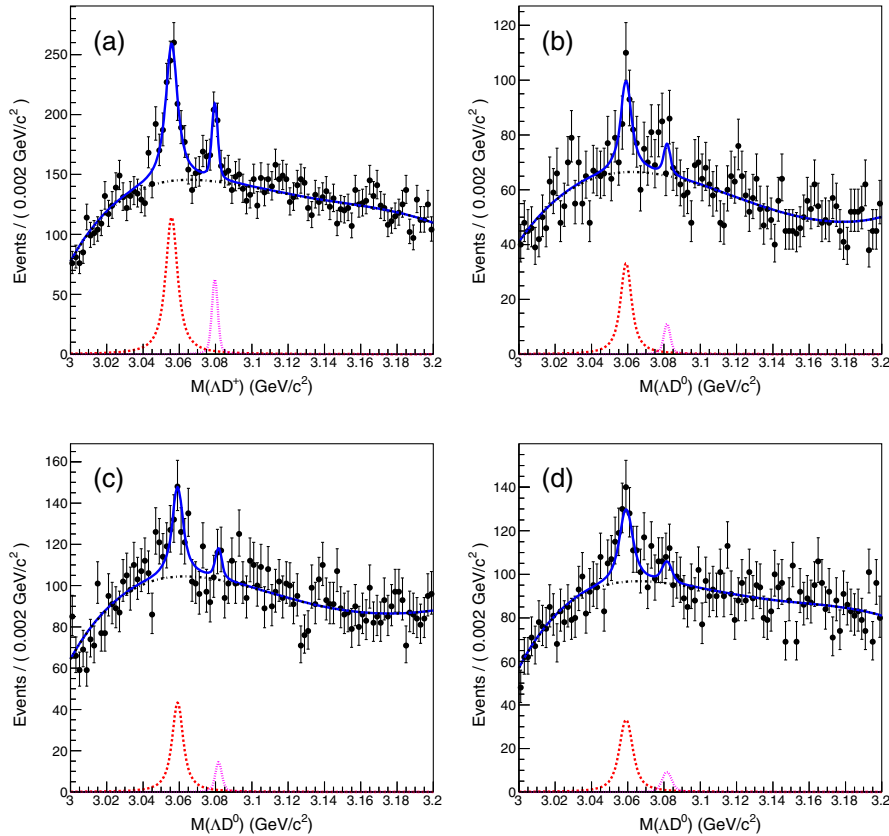 (a)
Events / ( 0.002 GeV/c²)
250
200
150
100
50
0
3 3.02 3.04 3.06 3.08 3.1 3.12 3.14 3.16 3.18 3.2
M(ΛD⁺) (GeV/c²)
(b)
Events / ( 0.002 GeV/c²)
120
100
80
60
40
20
0
3 3.02 3.04 3.06 3.08 3.1 3.12 3.14 3.16 3.18 3.2
M(ΛD⁰) (GeV/c²)
(c)
Events / ( 0.002 GeV/c²)
160
140
120
100
80
60
40
20
0
3 3.02 3.04 3.06 3.08 3.1 3.12 3.14 3.16 3.18 3.2
M(ΛD⁰) (GeV/c²)
(d)
Events / ( 0.002 GeV/c²)
140
120
100
80
60
40
20
0
3 3.02 3.04 3.06 3.08 3.1 3.12 3.14 3.16 3.18 3.2
M(ΛD⁰) (GeV/c²)